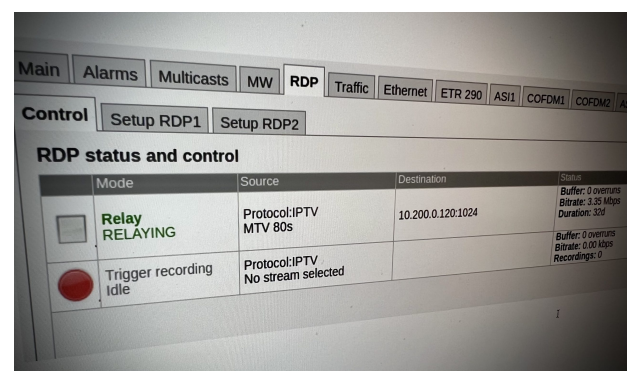 Main Alarms Multicasts MW RDP Traffic Ethernet ETR 290 ASI1 COFDM1 COFDM2
Control Setup RDP1 Setup RDP2
RDP status and control
Mode Source Destination Status
Relay
RELAYING
Protocol:IPTV
MTV 80s
10.200.0.120:1024
Buffer: 0 overruns
Bitrate: 3.35 Mbps
Duration: 32d
Trigger recording
Idle
Protocol:IPTV
No stream selected
Buffer: 0 overruns
Bitrate: 0.00 kbps
Recordings: 0